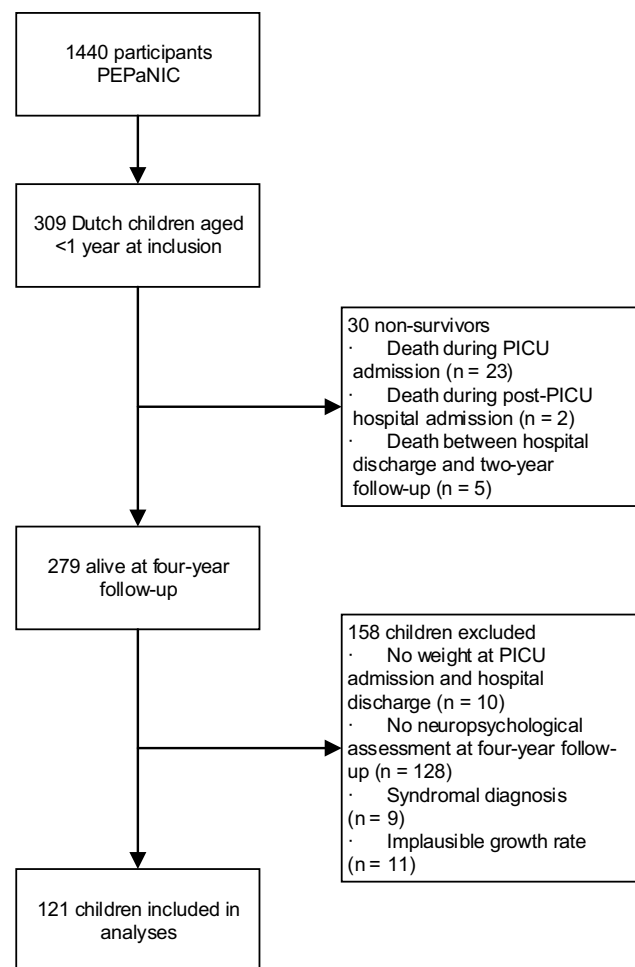 1440 participants
PEPaNIC
309 Dutch children aged
<1 year at inclusion
30 non-survivors
· Death during PICU
admission (n = 23)
· Death during post-PICU
hospital admission (n = 2)
· Death between hospital
discharge and two-year
follow-up (n = 5)
279 alive at four-year
follow-up
158 children excluded
· No weight at PICU
admission and hospital
discharge (n = 10)
· No neuropsychological
assessment at four-year follow-
up (n = 128)
· Syndromal diagnosis
(n = 9)
· Implausible growth rate
(n = 11)
121 children included in
analyses